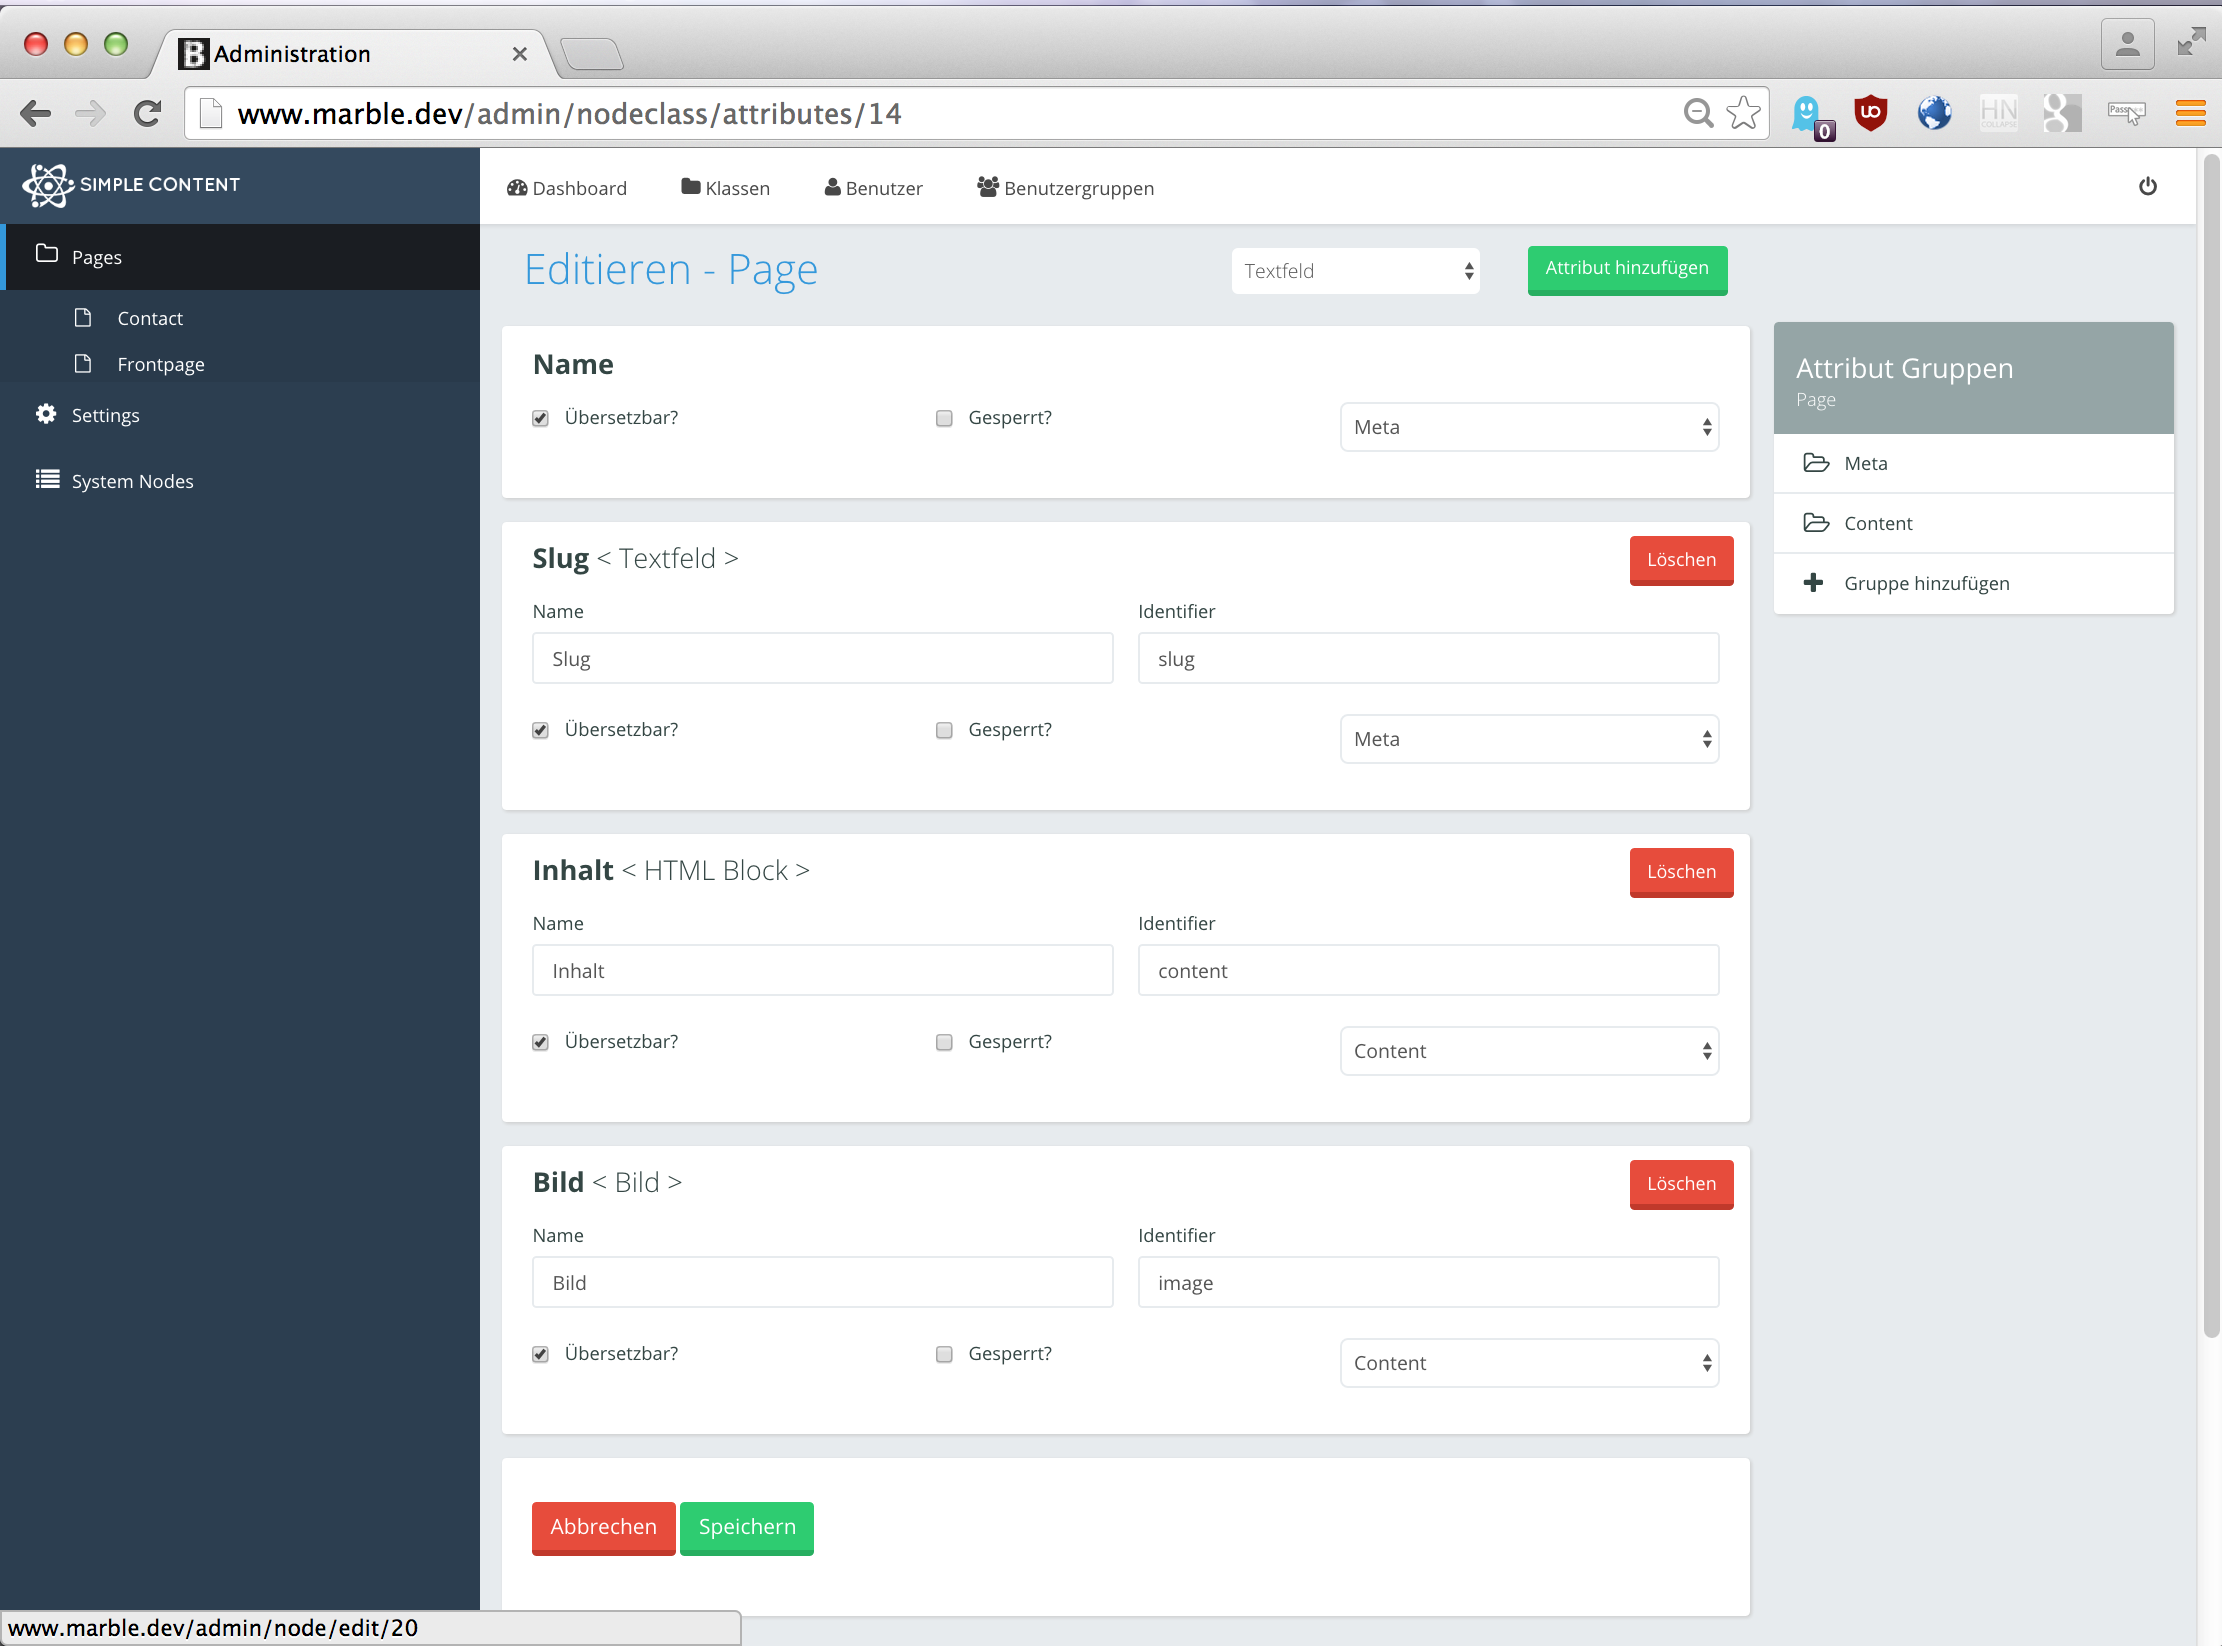 B Administration
www.marble.dev/admin/nodeclass/attributes/14
0
UO
HN
COLLAPSE
g
SIMPLE CONTENT
Dashboard Klassen Benutzer Benutzergruppen
Pages
Contact
Frontpage
Settings
System Nodes
Editieren - Page
Textfeld
Attribut hinzufügen
Name
Übersetzbar? Gesperrt? Meta
Slug < Textfeld >
Löschen
Name Identifier
Slug slug
Übersetzbar? Gesperrt? Meta
Inhalt < HTML Block >
Löschen
Name Identifier
Inhalt content
Übersetzbar? Gesperrt? Content
Bild < Bild >
Löschen
Name Identifier
Bild image
Übersetzbar? Gesperrt? Content
Abbrechen Speichern
Attribut Gruppen
Page
Meta
Content
Gruppe hinzufügen
www.marble.dev/admin/node/edit/20